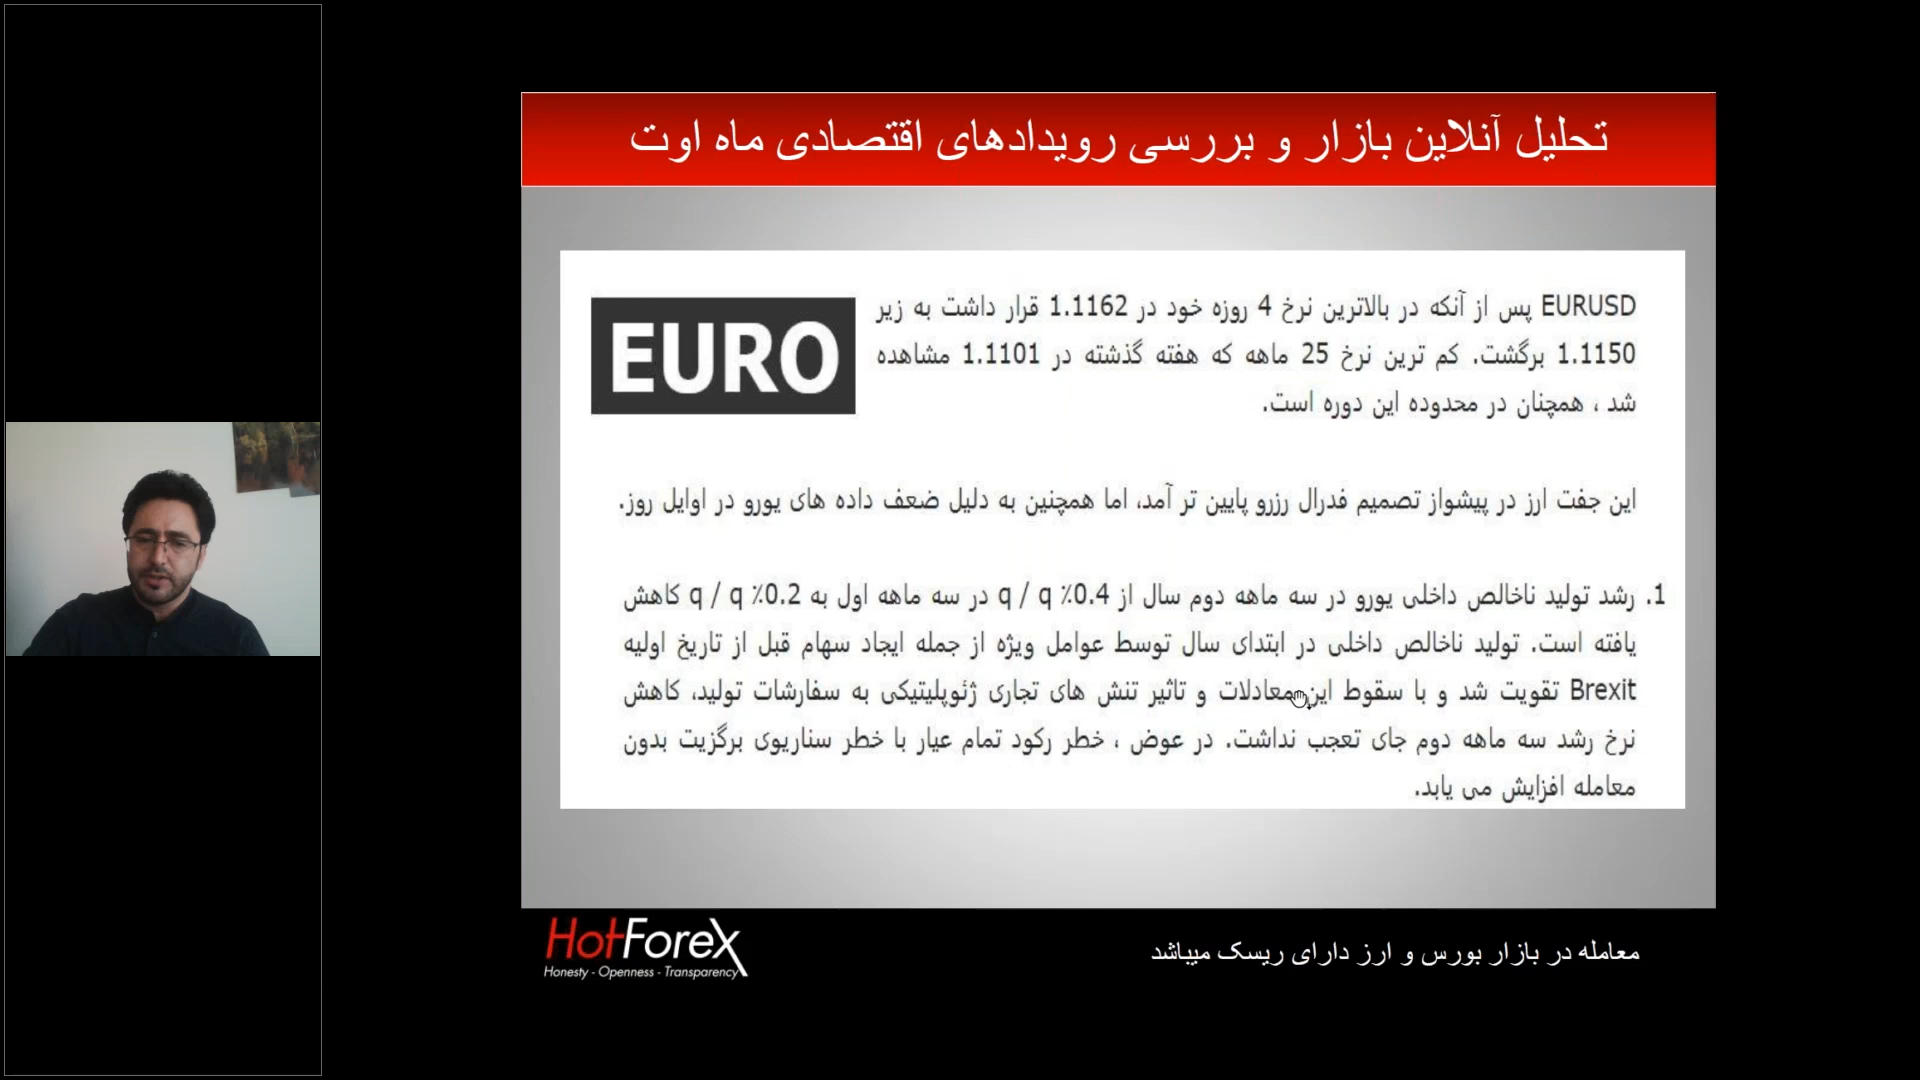 تحلیل آنلاین بازار و بررسی رویدادهای اقتصادی ماه اوت
EURUSD پس از آنکه در بالاترین نرخ 4 روزه خود در 1.1162 قرار داشت به زیر
1.1150 برگشت. کم ترین نرخ 25 ماهه که هفته گذشته در 1.1101 مشاهده
شد ، همچنان در محدوده این دوره است.
EURO
این جفت ارز در پیشواز تصمیم فدرال رزرو پایین تر آمد، اما همچنین به دلیل ضعف داده های یورو در اوایل روز.
1. رشد تولید ناخالص داخلی یورو در سه ماهه دوم سال از 0.4٪ q / q در سه ماهه اول به 0.2٪ q / q کاهش
یافته است. تولید ناخالص داخلی در ابتدای سال توسط عوامل ویژه از جمله ایجاد سهام قبل از تاریخ اولیه
Brexit تقویت شد و با سقوط این معادلات و تاثیر تنش های تجاری ژئوپلیتیکی به سفارشات تولید، کاهش
نرخ رشد سه ماهه دوم جای تعجب نداشت. در عوض ، خطر رکود تمام عیار با خطر سناریوی برگزیت بدون
معامله افزایش می یابد.
HotForex
Honesty - Openness - Transparency
معامله در بازار بورس و ارز دارای ریسک میباشد